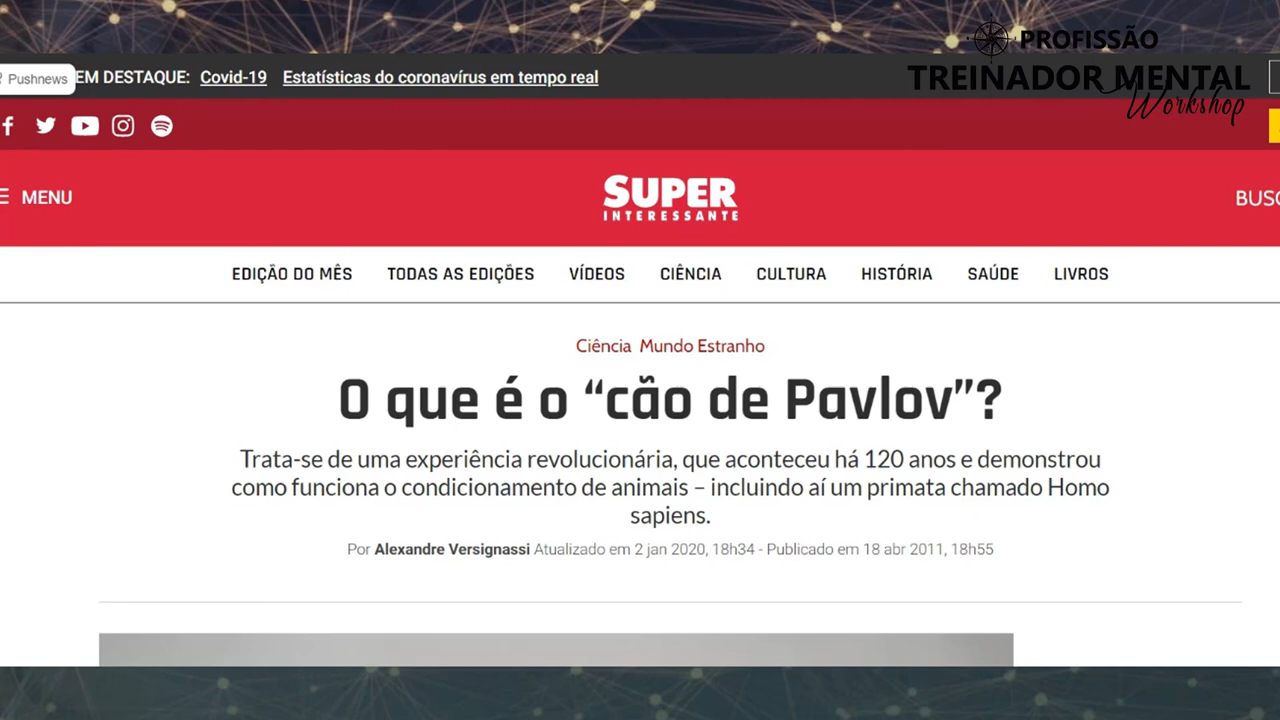 PROFISSÃO
TREINADOR MENTAL
Workshop
Pushnews
EM DESTAQUE: Covid-19 Estatísticas do coronavírus em tempo real
MENU
SUPER
INTERESSANTE
EDIÇÃO DO MÊS TODAS AS EDIÇÕES VÍDEOS CIÊNCIA CULTURA HISTÓRIA SAÚDE LIVROS
Ciência Mundo Estranho
O que é o “cão de Pavlov”?
Trata-se de uma experiência revolucionária, que aconteceu há 120 anos e demonstrou
como funciona o condicionamento de animais – incluindo aí um primata chamado Homo
sapiens.
Por Alexandre Versignassi Atualizado em 2 jan 2020, 18h34 - Publicado em 18 abr 2011, 18h55